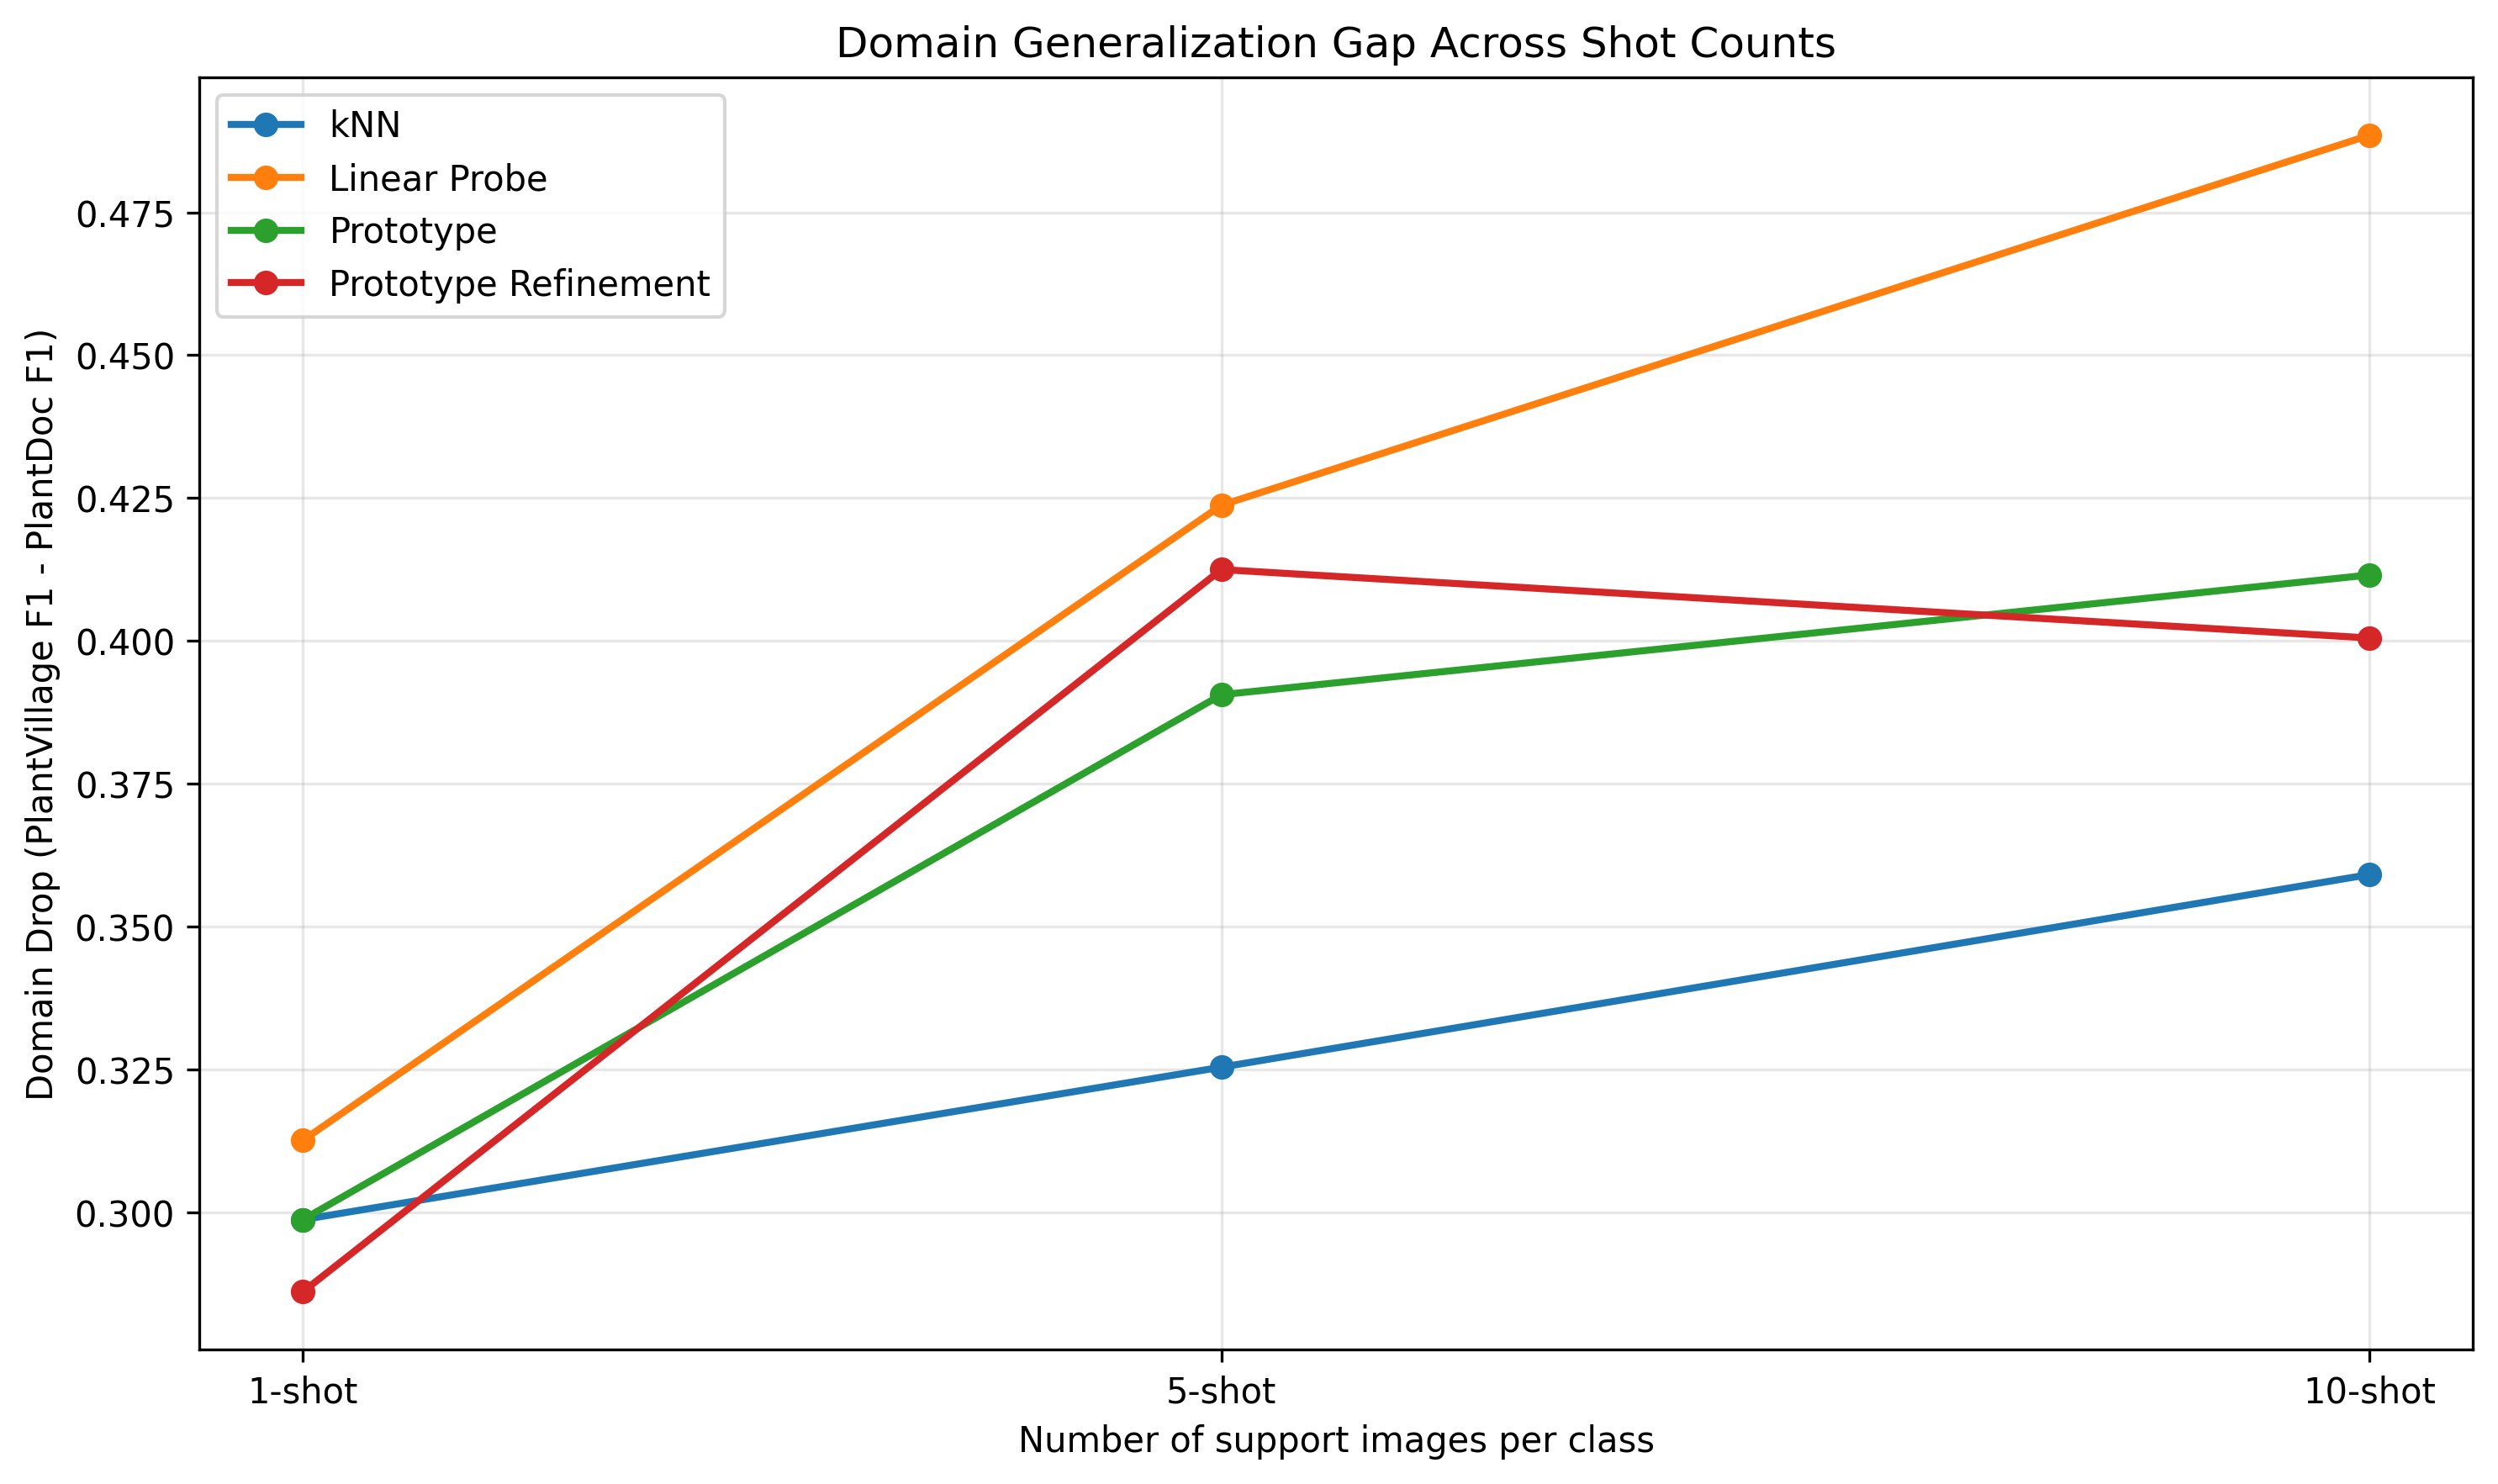 Domain Generalization Gap Across Shot Counts
kNN
Linear Probe
Prototype
Prototype Refinement
Domain Drop (PlantVillage F1 - PlantDoc F1)
0.475
0.450
0.425
0.400
0.375
0.350
0.325
0.300
1-shot
5-shot
10-shot
Number of support images per class